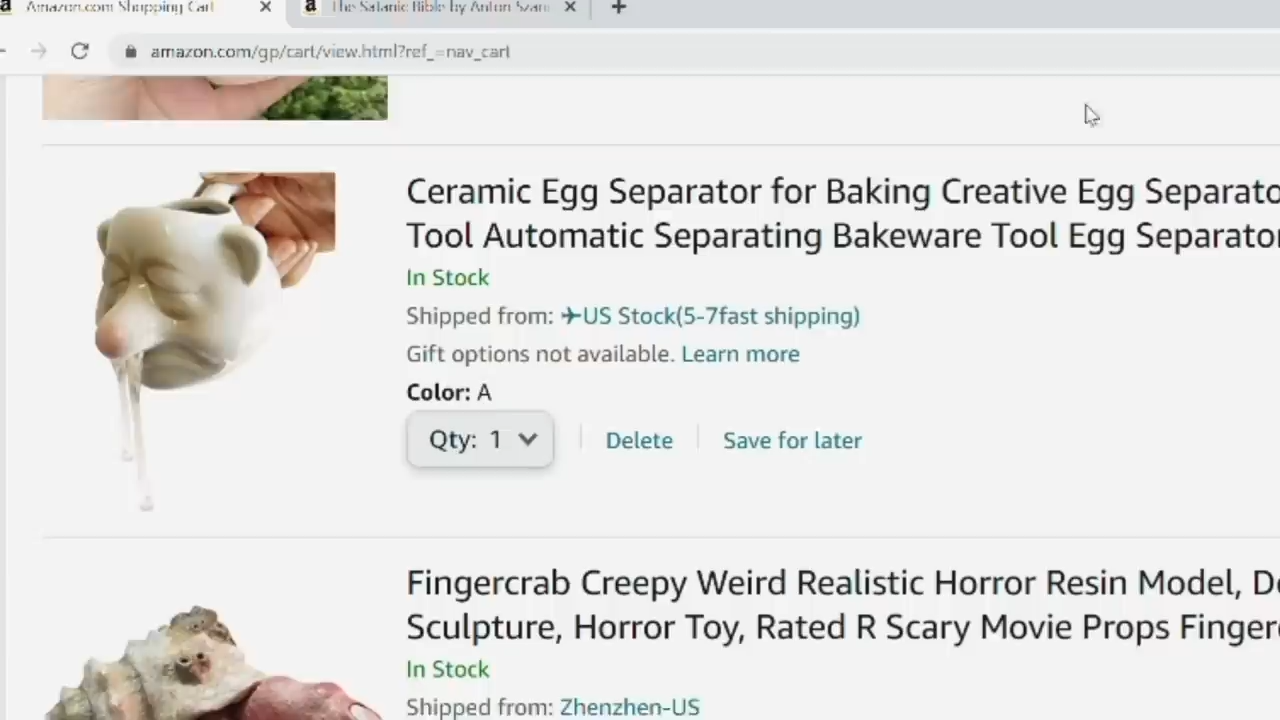 Amazon.com Shopping Cart
The Satanic Bible by Anton Szan
amazon.com/gp/cart/view.html?ref_=nav_cart
Ceramic Egg Separator for Baking Creative Egg Separato
Tool Automatic Separating Bakeware Tool Egg Separator
In Stock
Shipped from: ✈US Stock(5-7fast shipping)
Gift options not available. Learn more
Color: A
Qty: 1
Delete
Save for later
Fingercrab Creepy Weird Realistic Horror Resin Model, De
Sculpture, Horror Toy, Rated R Scary Movie Props Finger
In Stock
Shipped from: Zhenzhen-US